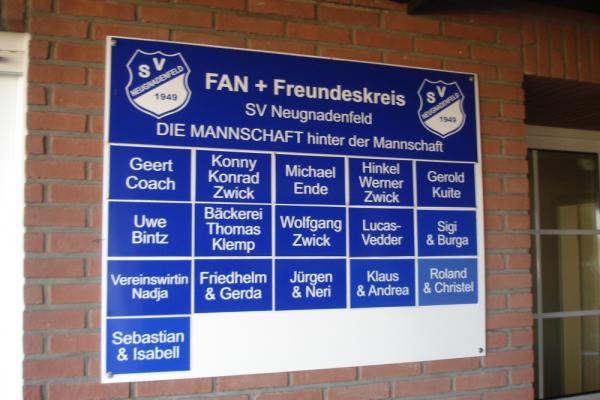 SV
NEUGNADENFELD
1949
FAN + Freundeskreis
SV Neugnadenfeld
DIE MANNSCHAFT hinter der Mannschaft
SV
NEUGNADENFELD
1949
Geert
Coach
Konny
Konrad
Zwick
Michael
Ende
Hinkel
Werner
Zwick
Gerold
Kuite
Uwe
Bintz
Bäckerei
Thomas
Klemp
Wolfgang
Zwick
Lucas-
Vedder
Sigi
& Burga
Vereinswirtin
Nadja
Friedhelm
& Gerda
Jürgen
& Neri
Klaus
& Andrea
Roland
& Christel
Sebastian
& Isabell